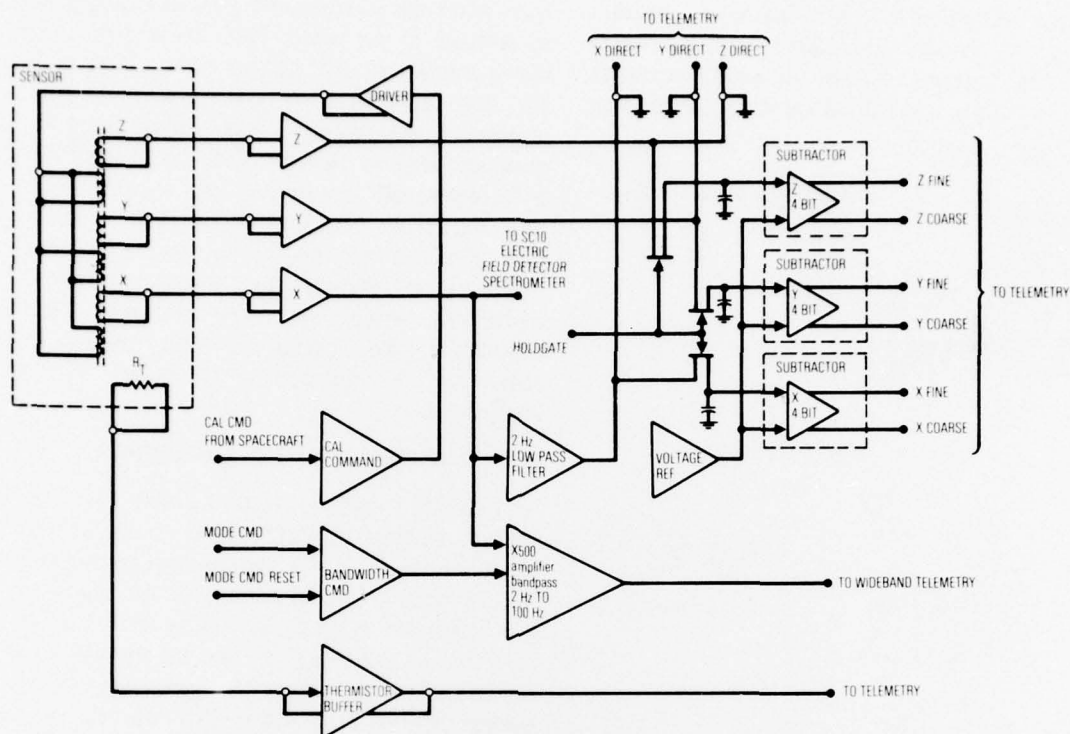 TO TELEMETRY
X DIRECT Y DIRECT Z DIRECT
SENSOR
DRIVER
Z
Z
SUBTRACTOR
Z
4 BIT
Z FINE
Z COARSE
Y
Y
TO SC10
ELECTRIC
FIELD DETECTOR
SPECTROMETER
SUBTRACTOR
Y
4 BIT
Y FINE
Y COARSE
TO TELEMETRY
X
X
HOLDGATE
SUBTRACTOR
X
4 BIT
X FINE
X COARSE
RT
CAL CMD
FROM SPACECRAFT
CAL
COMMAND
2 Hz
LOW PASS
FILTER
VOLTAGE
REF
MODE CMD
MODE CMD RESET
BANDWIDTH
CMD
X500
amplifier
bandpass
2 Hz TO
100 Hz
TO WIDEBAND TELEMETRY
THERMISTOR
BUFFER
TO TELEMETRY